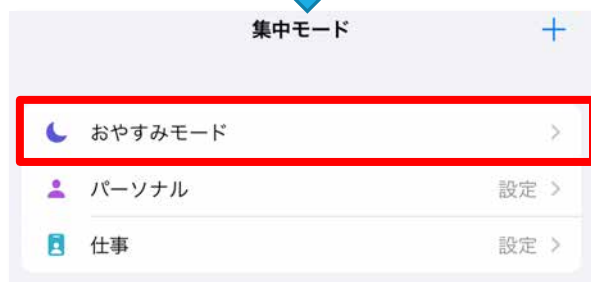 集中モード
おやすみモード
パーソナル 設定
仕事 設定